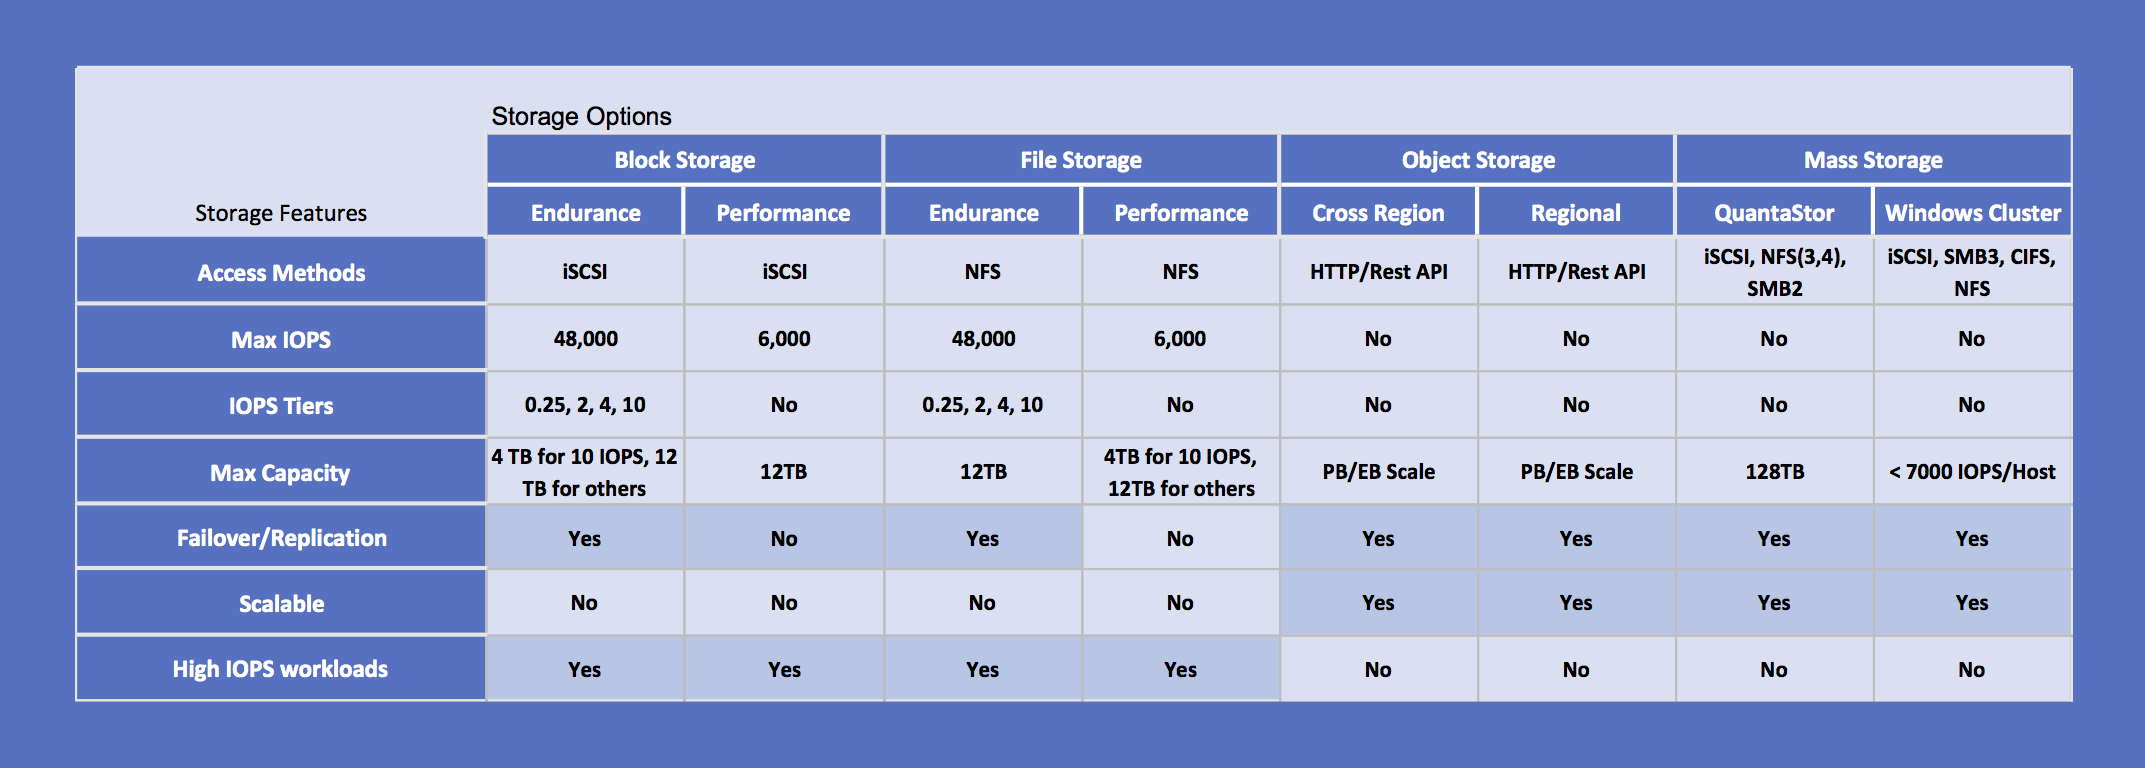 Storage Options
Block Storage File Storage Object Storage Mass Storage
Storage Features Endurance Performance Endurance Performance Cross Region Regional QuantaStor Windows Cluster
Access Methods iSCSI iSCSI NFS NFS HTTP/Rest API HTTP/Rest API iSCSI, NFS(3,4), iSCSI, SMB3, CIFS,
SMB2 NFS
Max IOPS 48,000 6,000 48,000 6,000 No No No No
IOPS Tiers 0.25, 2, 4, 10 No 0.25, 2, 4, 10 No No No No No
4 TB for 10 IOPS, 12 4TB for 10 IOPS,
Max Capacity 12TB 12TB PB/EB Scale PB/EB Scale 128TB < 7000 IOPS/Host
TB for others 12TB for others
Failover/Replication Yes No Yes No Yes Yes Yes Yes
Scalable No No No No Yes Yes Yes Yes
High IOPS workloads Yes Yes Yes Yes No No No No